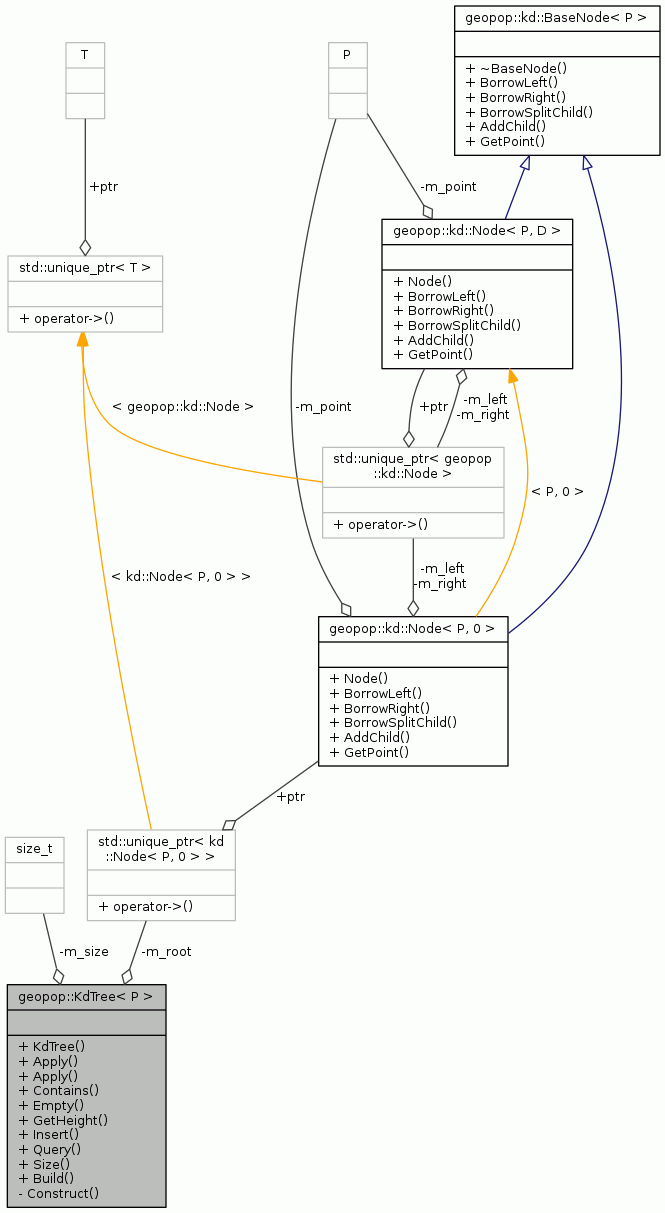 geopop::kd::BaseNode< P >
+ ~BaseNode()
+ BorrowLeft()
+ BorrowRight()
+ BorrowSplitChild()
+ AddChild()
+ GetPoint()
T
P
+ptr
-m_point
geopop::kd::Node< P, D >
+ Node()
+ BorrowLeft()
+ BorrowRight()
+ BorrowSplitChild()
+ AddChild()
+ GetPoint()
std::unique_ptr< T >
+ operator->()
< geopop::kd::Node >
-m_point
+ptr
-m_left
-m_right
std::unique_ptr< geopop
::kd::Node >
+ operator->()
< P, 0 >
< kd::Node< P, 0 > >
-m_left
-m_right
geopop::kd::Node< P, 0 >
+ Node()
+ BorrowLeft()
+ BorrowRight()
+ BorrowSplitChild()
+ AddChild()
+ GetPoint()
+ptr
size_t
std::unique_ptr< kd
::Node< P, 0 > >
+ operator->()
-m_size
-m_root
geopop::KdTree< P >
+ KdTree()
+ Apply()
+ Apply()
+ Contains()
+ Empty()
+ GetHeight()
+ Insert()
+ Query()
+ Size()
+ Build()
- Construct()